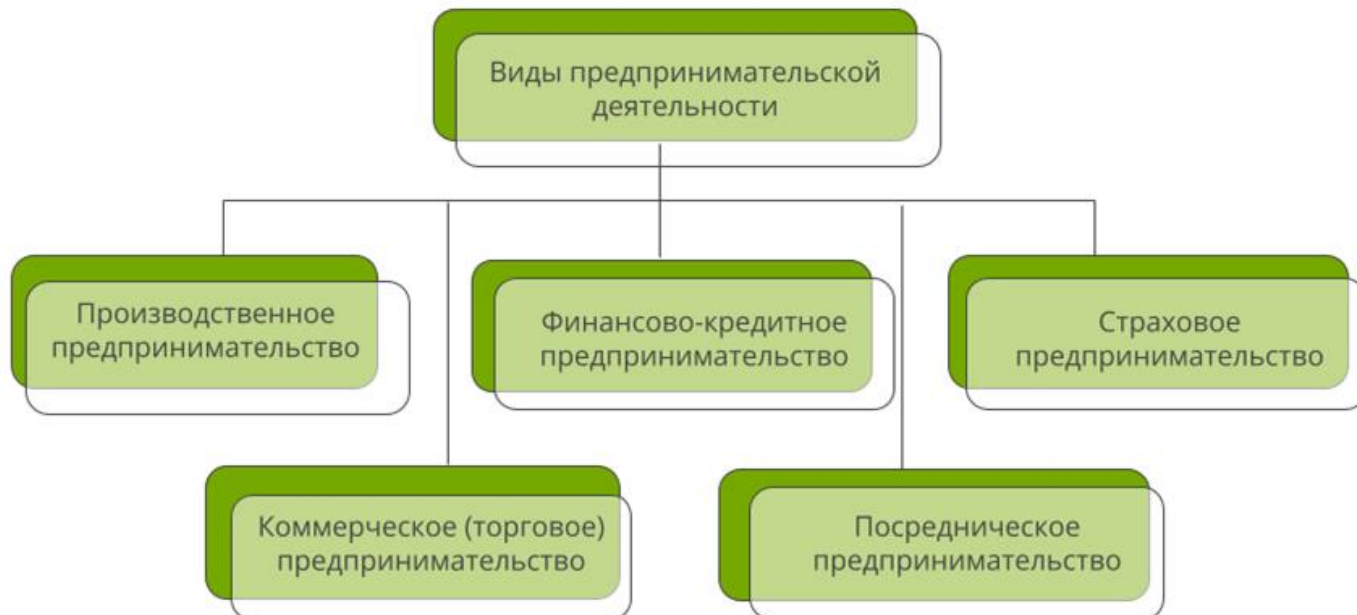 Виды предпринимательской
деятельности
Производственное
предпринимательство
Финансово-кредитное
предпринимательство
Страховое
предпринимательство
Коммерческое (торговое)
предпринимательство
Посредническое
предпринимательство